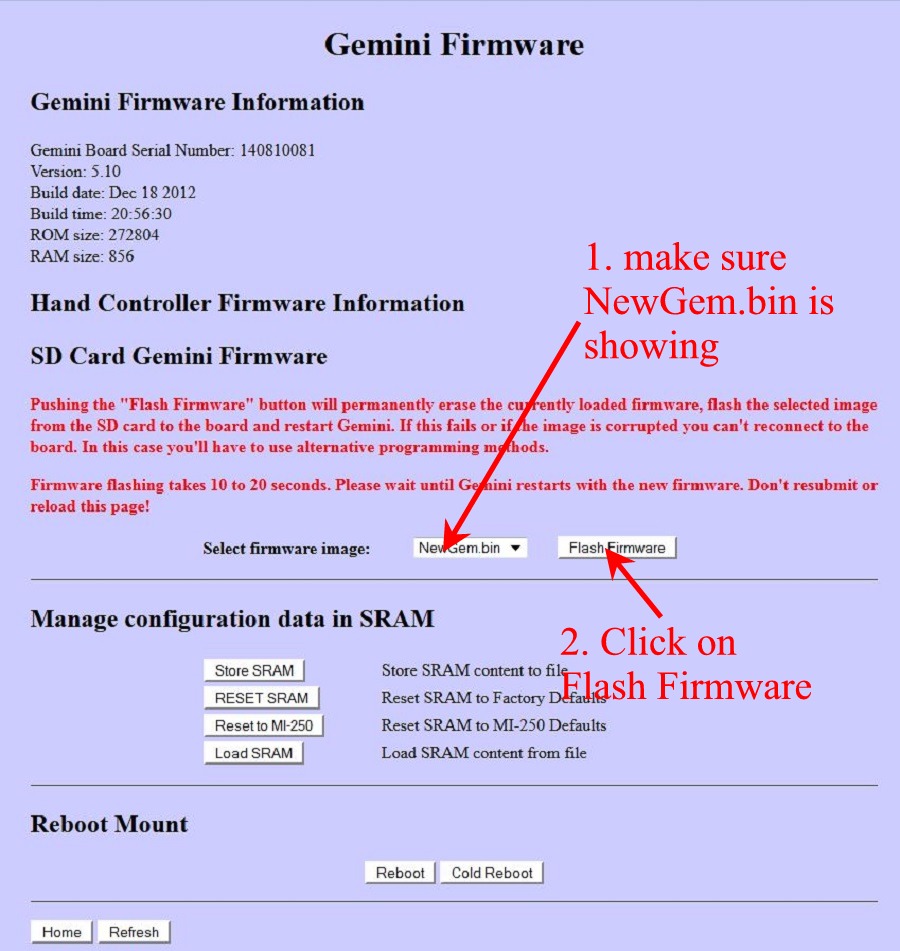 Gemini Firmware
Gemini Firmware Information
Gemini Board Serial Number: 140810081
Version: 5.10
Build date: Dec 18 2012
Build time: 20:56:30
ROM size: 272804
RAM size: 856
1. make sure
NewGem.bin is
showing
Hand Controller Firmware Information
SD Card Gemini Firmware
Pushing the "Flash Firmware" button will permanently erase the currently loaded firmware, flash the selected image
from the SD card to the board and restart Gemini. If this fails or if the image is corrupted you can't reconnect to the
board. In this case you'll have to use alternative programming methods.
Firmware flashing takes 10 to 20 seconds. Please wait until Gemini restarts with the new firmware. Don't resubmit or
reload this page!
Select firmware image: NewGem.bin Flash Firmware
2. Click on
Flash Firmware
Manage configuration data in SRAM
Store SRAM Store SRAM content to file
RESET SRAM Reset SRAM to Factory Defaults
Reset to MI-250 Reset SRAM to MI-250 Defaults
Load SRAM Load SRAM content from file
Reboot Mount
Reboot Cold Reboot
Home Refresh